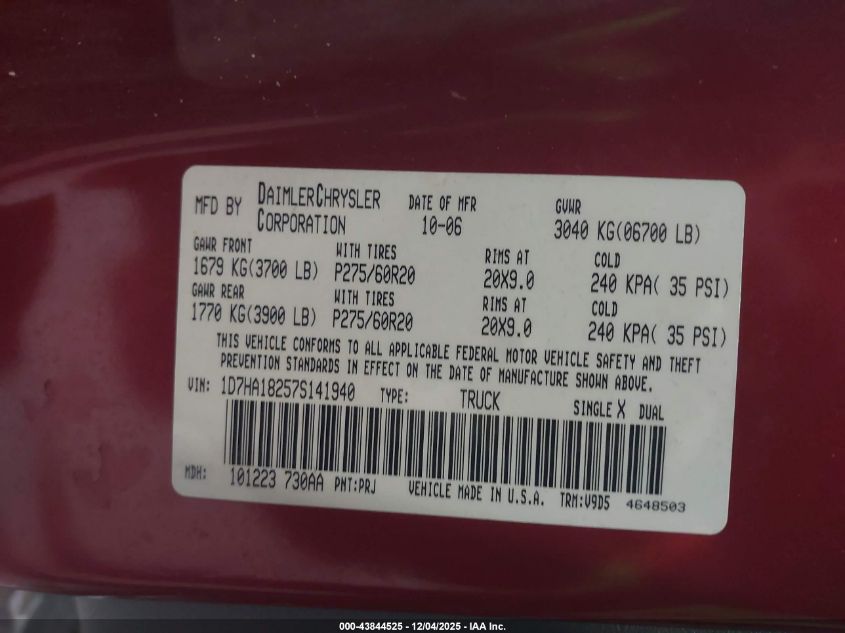 MFD BY DAIMLERCHRYSLER CORPORATION DATE OF MFR 10-06 GVWR 3040 KG(06700 LB)
GAWR FRONT WITH TIRES RIMS AT COLD
1679 KG(3700 LB) P275/60R20 20X9.0 240 KPA( 35 PSI)
GAWR REAR WITH TIRES RIMS AT COLD
1770 KG(3900 LB) P275/60R20 20X9.0 240 KPA( 35 PSI)
THIS VEHICLE CONFORMS TO ALL APPLICABLE FEDERAL MOTOR VEHICLE SAFETY AND THEFT
PREVENTION STANDARDS IN EFFECT ON THE DATE OF MANUFACTURE SHOWN ABOVE.
VIN: 1D7HA18257S141940 TYPE: TRUCK SINGLE X DUAL
MDH: 101223 730AA PNT:PRJ VEHICLE MADE IN U.S.A. TRM:V9D5 4648503
000-43844525 - 12/04/2025 - IAA Inc.